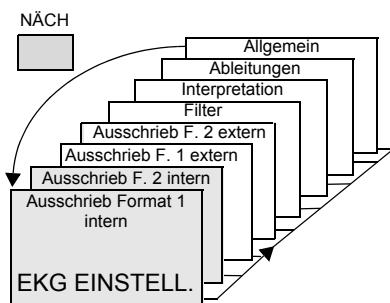 NÄCH
Allgemein
Ableitungen
Interpretation
Filter
Ausschrieb F. 2 extern
Ausschrieb F. 1 extern
Ausschrieb F. 2 intern
Ausschrieb Format 1
intern
EKG EINSTELL.